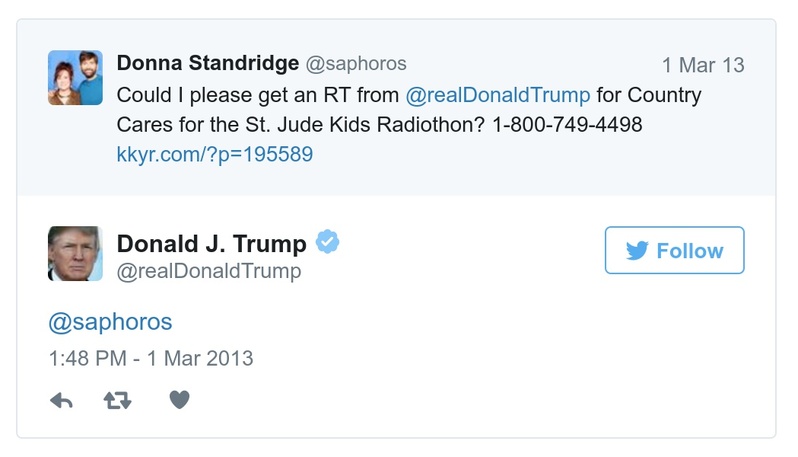 Donna Standridge @saphoros 1 Mar 13
Could I please get an RT from @realDonaldTrump for Country
Cares for the St. Jude Kids Radiothon? 1-800-749-4498
kkyr.com/?p=195589
Donald J. Trump
Follow
@realDonaldTrump
@saphoros
1:48 PM - 1 Mar 2013